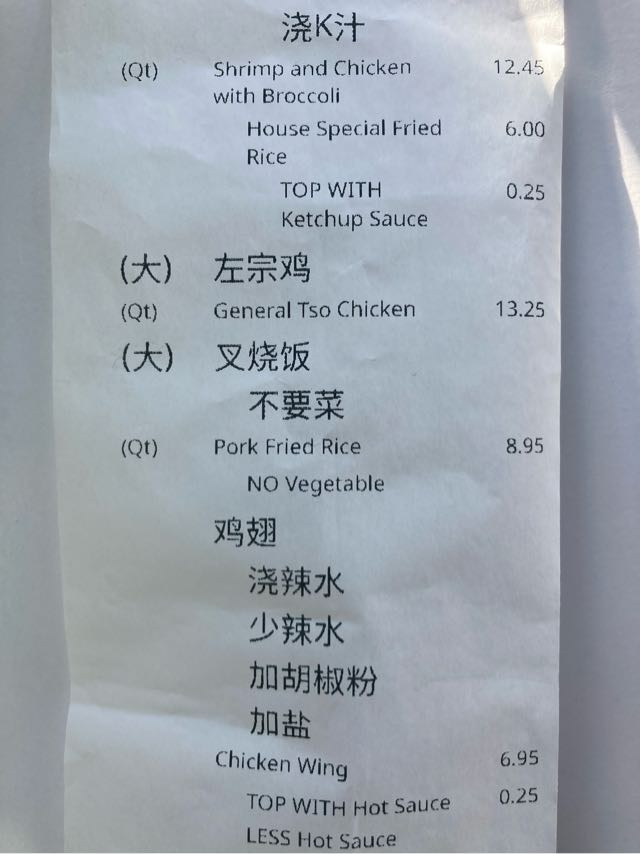 浇K汁
(Qt) Shrimp and Chicken 12.45
with Broccoli
House Special Fried 6.00
Rice
TOP WITH 0.25
Ketchup Sauce
(大) 左宗鸡
(Qt) General Tso Chicken 13.25
(大) 叉烧饭
不要菜
(Qt) Pork Fried Rice 8.95
NO Vegetable
鸡翅
浇辣水
少辣水
加胡椒粉
加盐
Chicken Wing 6.95
TOP WITH Hot Sauce 0.25
LESS Hot Sauce